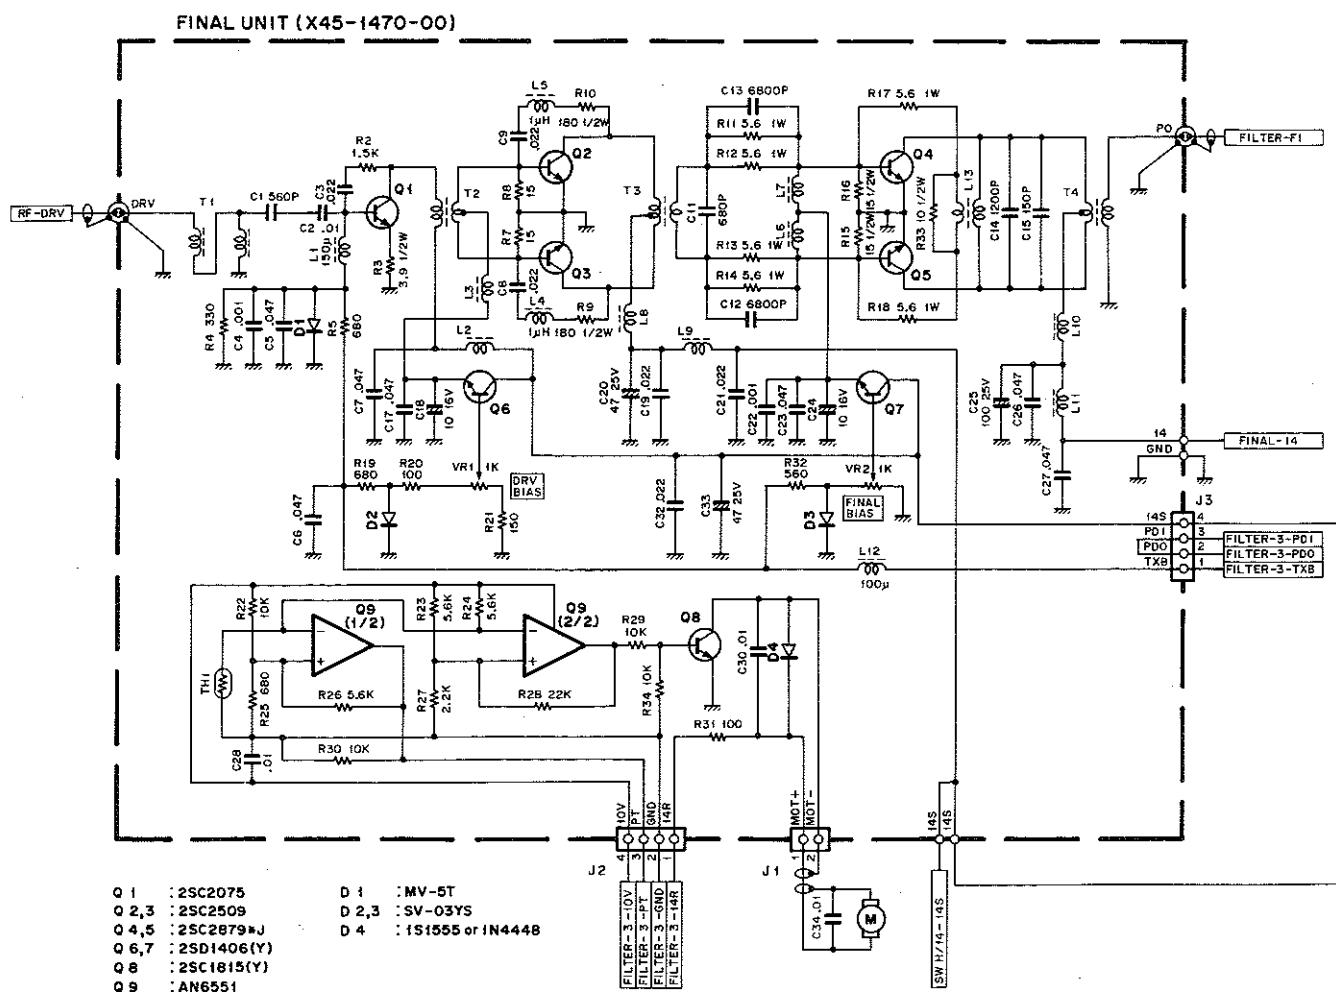 FINAL UNIT (X45-1470-00)
RF-DRV
DRV
T1
C1 560P
C3 .022
C2 .01
R2
1.5K
Q1
L1
150μ
R3
3.9 1/2W
R4 330
C4 .001
C5 .047
D1
R5
680
T2
L3
L5
1μH
R10
180 1/2W
C9
.022
Q2
R8
15
R7
15
Q3
C8
.022
L4
1μH
R9
180 1/2W
T3
L8
C13 6800P
R11 5.6 1W
R12 5.6 1W
C11
680P
R13 5.6 1W
R14 5.6 1W
C12 6800P
L7
L6
R17 5.6 1W
Q4
R16
15 1/2W
R15
15 1/2W
R33 10 1/2W
Q5
R18 5.6 1W
L13
C14 1200P
C15 150P
T4
PO
FILTER-F1
L2
C7 .047
C17 .047
C18
10 16V
Q6
C20
47 25V
C19 .022
L9
C21 .022
C22 .001
C23 .047
C24
10 16V
Q7
L10
C25
100 25V
C26 .047
L11
14
GND
FINAL-14
C27 .047
C6 .047
R19
680
R20
100
D2
VR1 1K
DRV
BIAS
R21
150
C32 .022
C33
47 25V
R32
560
D3
VR2 1K
FINAL
BIAS
L12
100μ
J3
14S 4
PDI 3 FILTER-3-PDI
PDO 2 FILTER-3-PDO
TXB 1 FILTER-3-TXB
R22
10K
Q9
(1/2)
R23
5.6K
R24
5.6K
Q9
(2/2)
R29
10K
Q8
C30 .01
D4
TH1
R25 680
R26 5.6K
R27
2.2K
R28 22K
R34 10K
R31 100
R30 10K
C28
.01
10V
PT
GND
14R
MOT+
MOT-
14S
14S
J2
4
3
2
1
J1
1
2
FILTER-3-10V
FILTER-3-PT
FILTER-3-GND
FILTER-3-14R
C34 .01
M
SW H/14-14S
Q 1 :2SC2075
Q 2,3 :2SC2509
Q 4,5 :2SC2879*J
Q 6,7 :2SD1406(Y)
Q 8 :2SC1815(Y)
Q 9 :AN6551
D 1 :MV-5T
D 2,3 :SV-03YS
D 4 :1S1555 or 1N4448